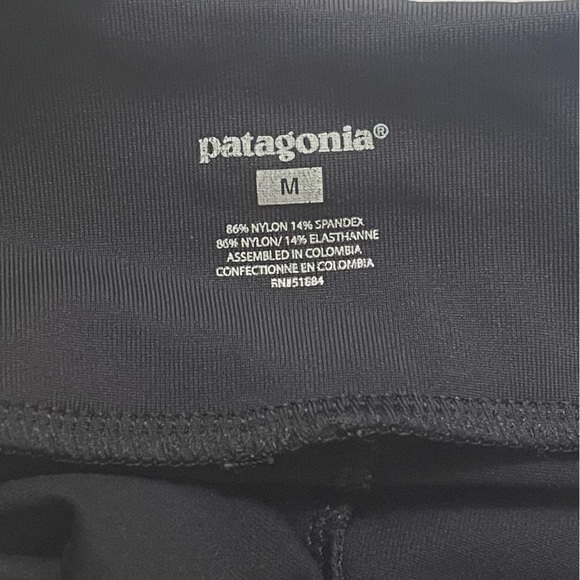 patagonia®
M
86% NYLON 14% SPANDEX
86% NYLON/ 14% ELASTHANNE
ASSEMBLED IN COLOMBIA
CONFECTIONNE EN COLOMBIA
RN#51884